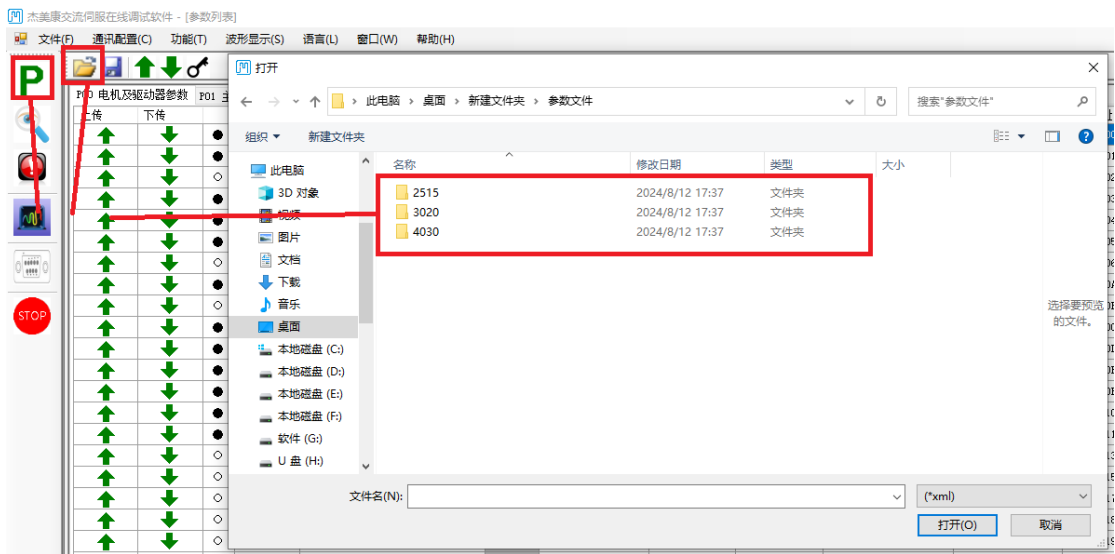 杰美康交流伺服在线调试软件 - [参数列表]
文件(F) 通讯配置(C) 功能(T) 波形显示(S) 语言(L) 窗口(W) 帮助(H)
P
打开
此电脑 › 桌面 › 新建文件夹 › 参数文件
搜索"参数文件"
P00 电机及驱动器参数 P01 主
上传 下传
组织 新建文件夹
名称 修改日期 类型 大小
此电脑
3D 对象
视频
图片
文档
下载
音乐
桌面
本地磁盘 (C:)
本地磁盘 (D:)
本地磁盘 (E:)
本地磁盘 (F:)
软件 (G:)
U 盘 (H:)
2515 2024/8/12 17:37 文件夹
3020 2024/8/12 17:37 文件夹
4030 2024/8/12 17:37 文件夹
选择要预览
的文件。
STOP
文件名(N): (*xml)
打开(O) 取消